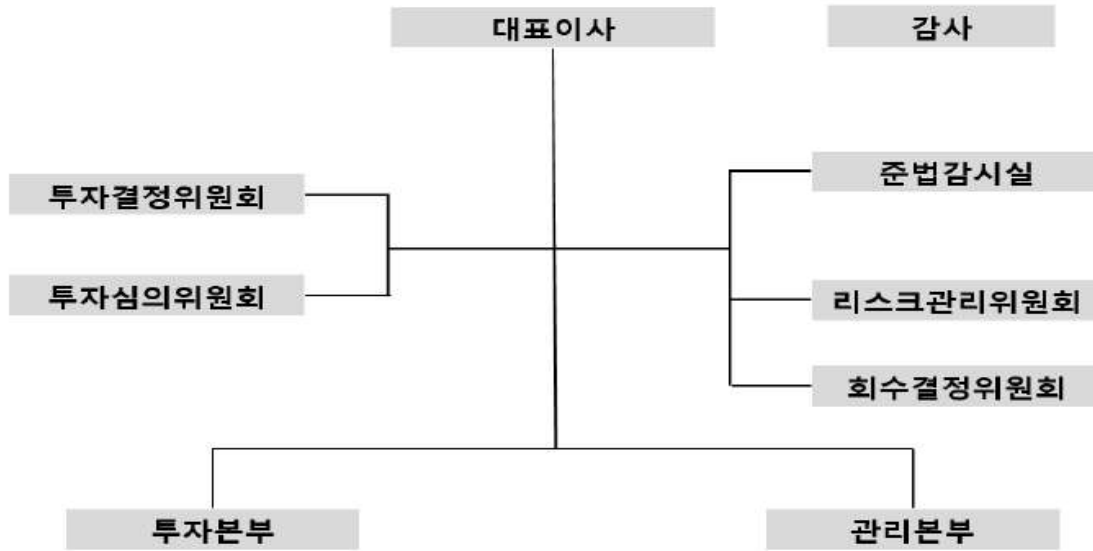 대표이사
감사
준법감시실
투자결정위원회
투자심의위원회
리스크관리위원회
회수결정위원회
투자본부
관리본부